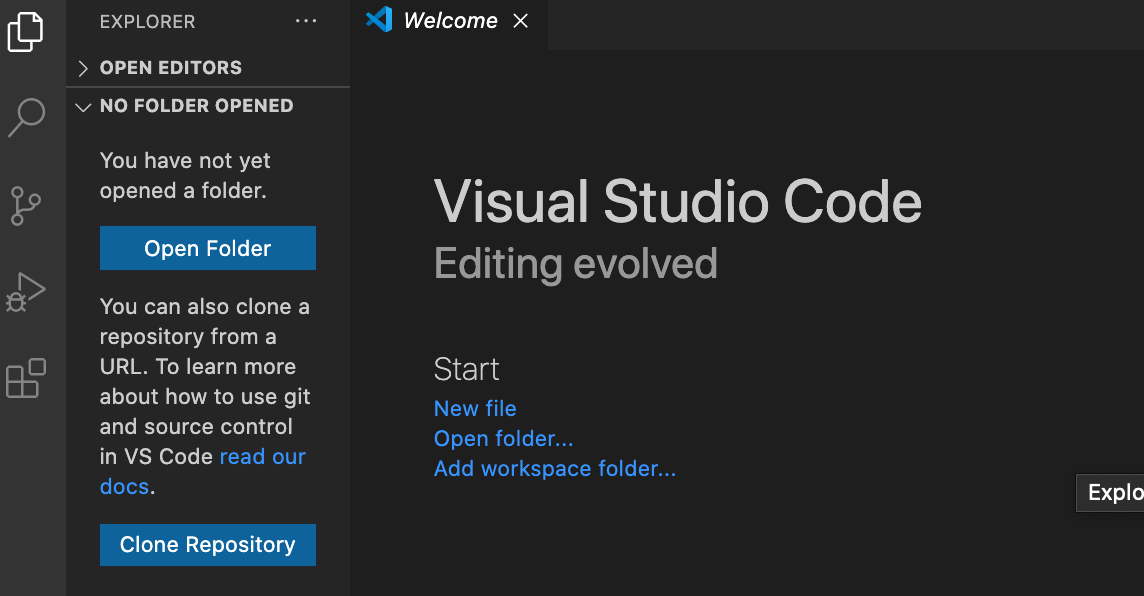 EXPLORER
Welcome
OPEN EDITORS
NO FOLDER OPENED
You have not yet
opened a folder.
Open Folder
You can also clone a
repository from a
URL. To learn more
about how to use git
and source control
in VS Code read our
docs.
Clone Repository
Visual Studio Code
Editing evolved
Start
New file
Open folder...
Add workspace folder...
Explo